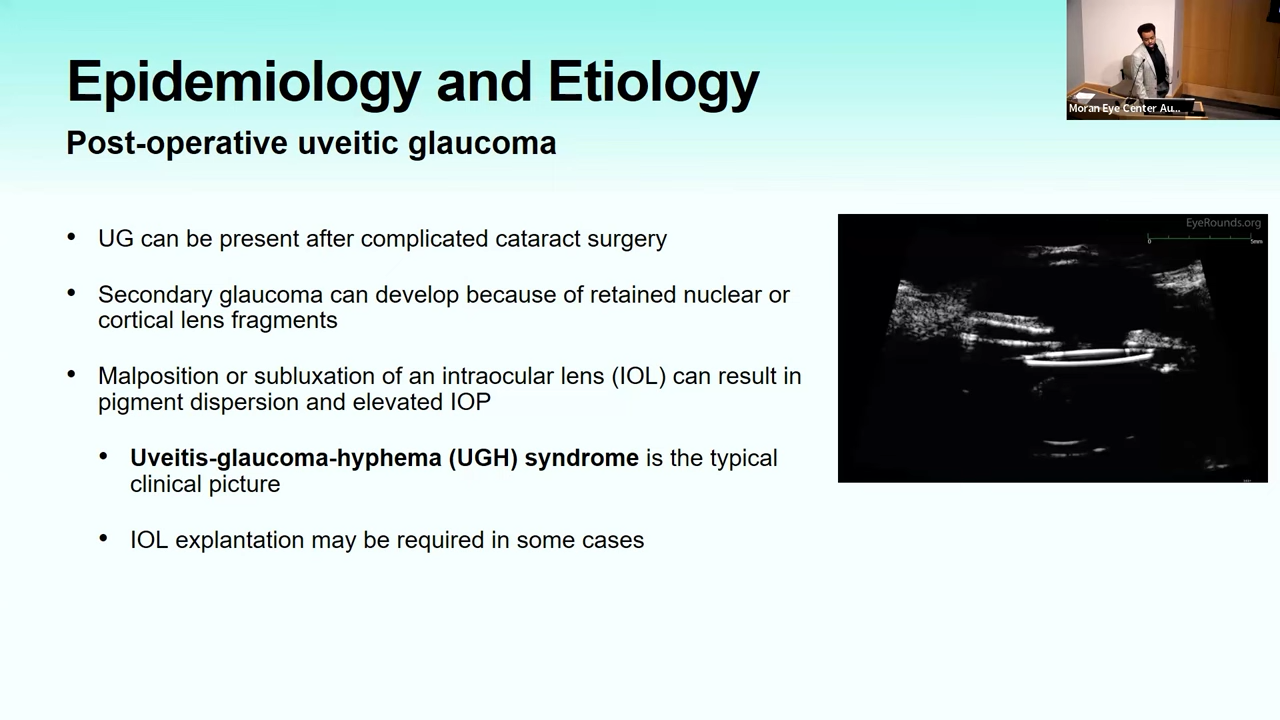 Epidemiology and Etiology
Post-operative uveitic glaucoma
Moran Eye Center Au...
• UG can be present after complicated cataract surgery
• Secondary glaucoma can develop because of retained nuclear or
cortical lens fragments
• Malposition or subluxation of an intraocular lens (IOL) can result in
pigment dispersion and elevated IOP
• Uveitis-glaucoma-hyphema (UGH) syndrome is the typical
clinical picture
• IOL explantation may be required in some cases
EyeRounds.org
0 5mm